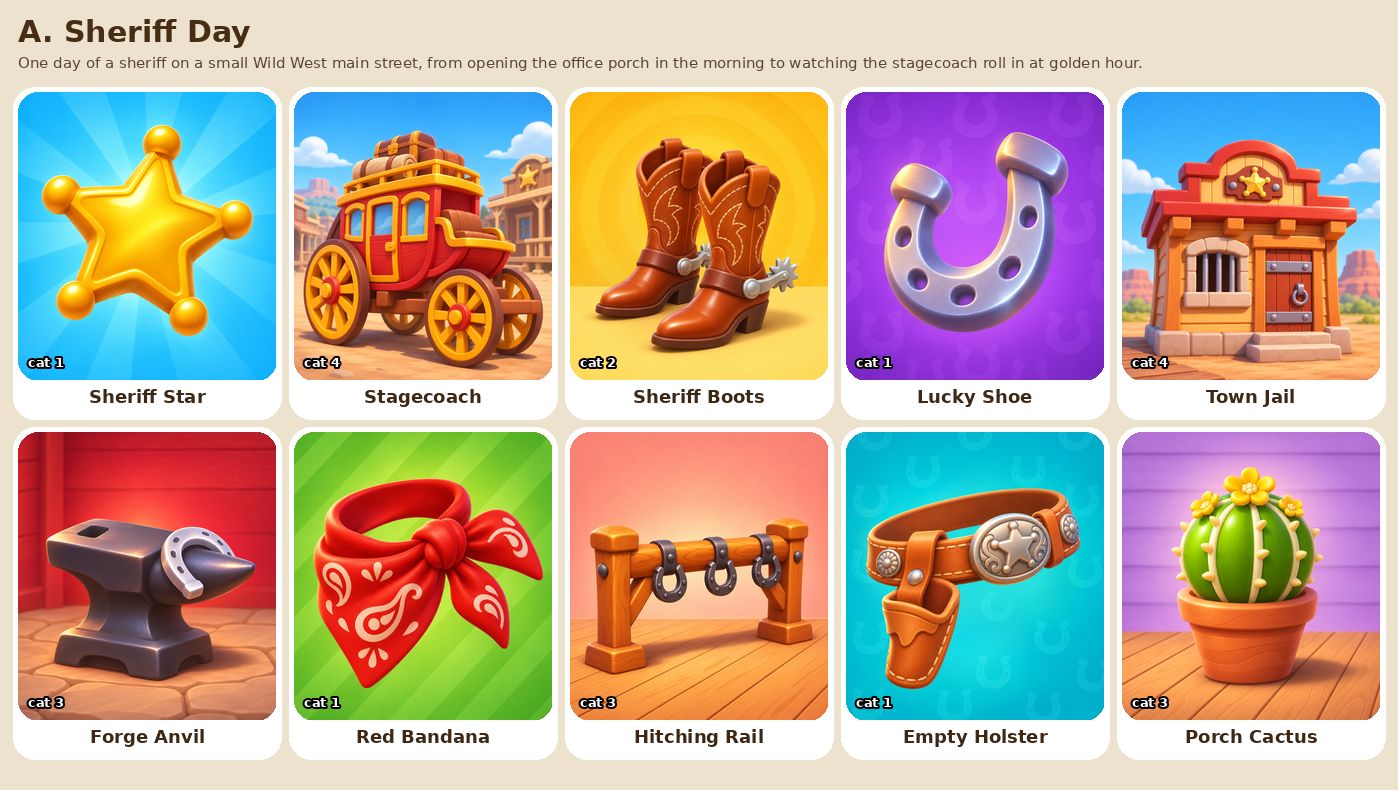 A. Sheriff Day
One day of a sheriff on a small Wild West main street, from opening the office porch in the morning to watching the stagecoach roll in at golden hour.
cat 1
cat 4
cat 2
cat 1
cat 4
Sheriff Star
Stagecoach
Sheriff Boots
Lucky Shoe
Town Jail
cat 3
cat 1
cat 3
cat 1
cat 3
Forge Anvil
Red Bandana
Hitching Rail
Empty Holster
Porch Cactus